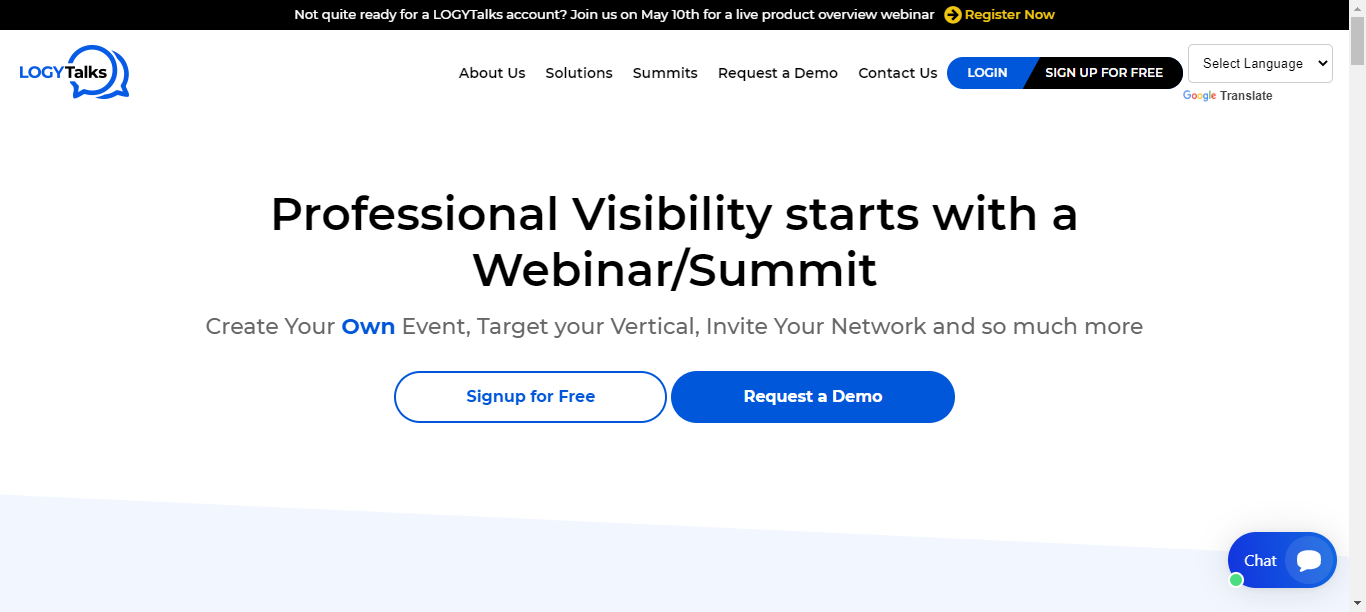 Not quite ready for a LOGYTalks account? Join us on May 10th for a live product overview webinar Register Now
LOGYTalks
About Us Solutions Summits Request a Demo Contact Us LOGIN SIGN UP FOR FREE Select Language
Google Translate
Professional Visibility starts with a
Webinar/Summit
Create Your Own Event, Target your Vertical, Invite Your Network and so much more
Signup for Free Request a Demo
Chat